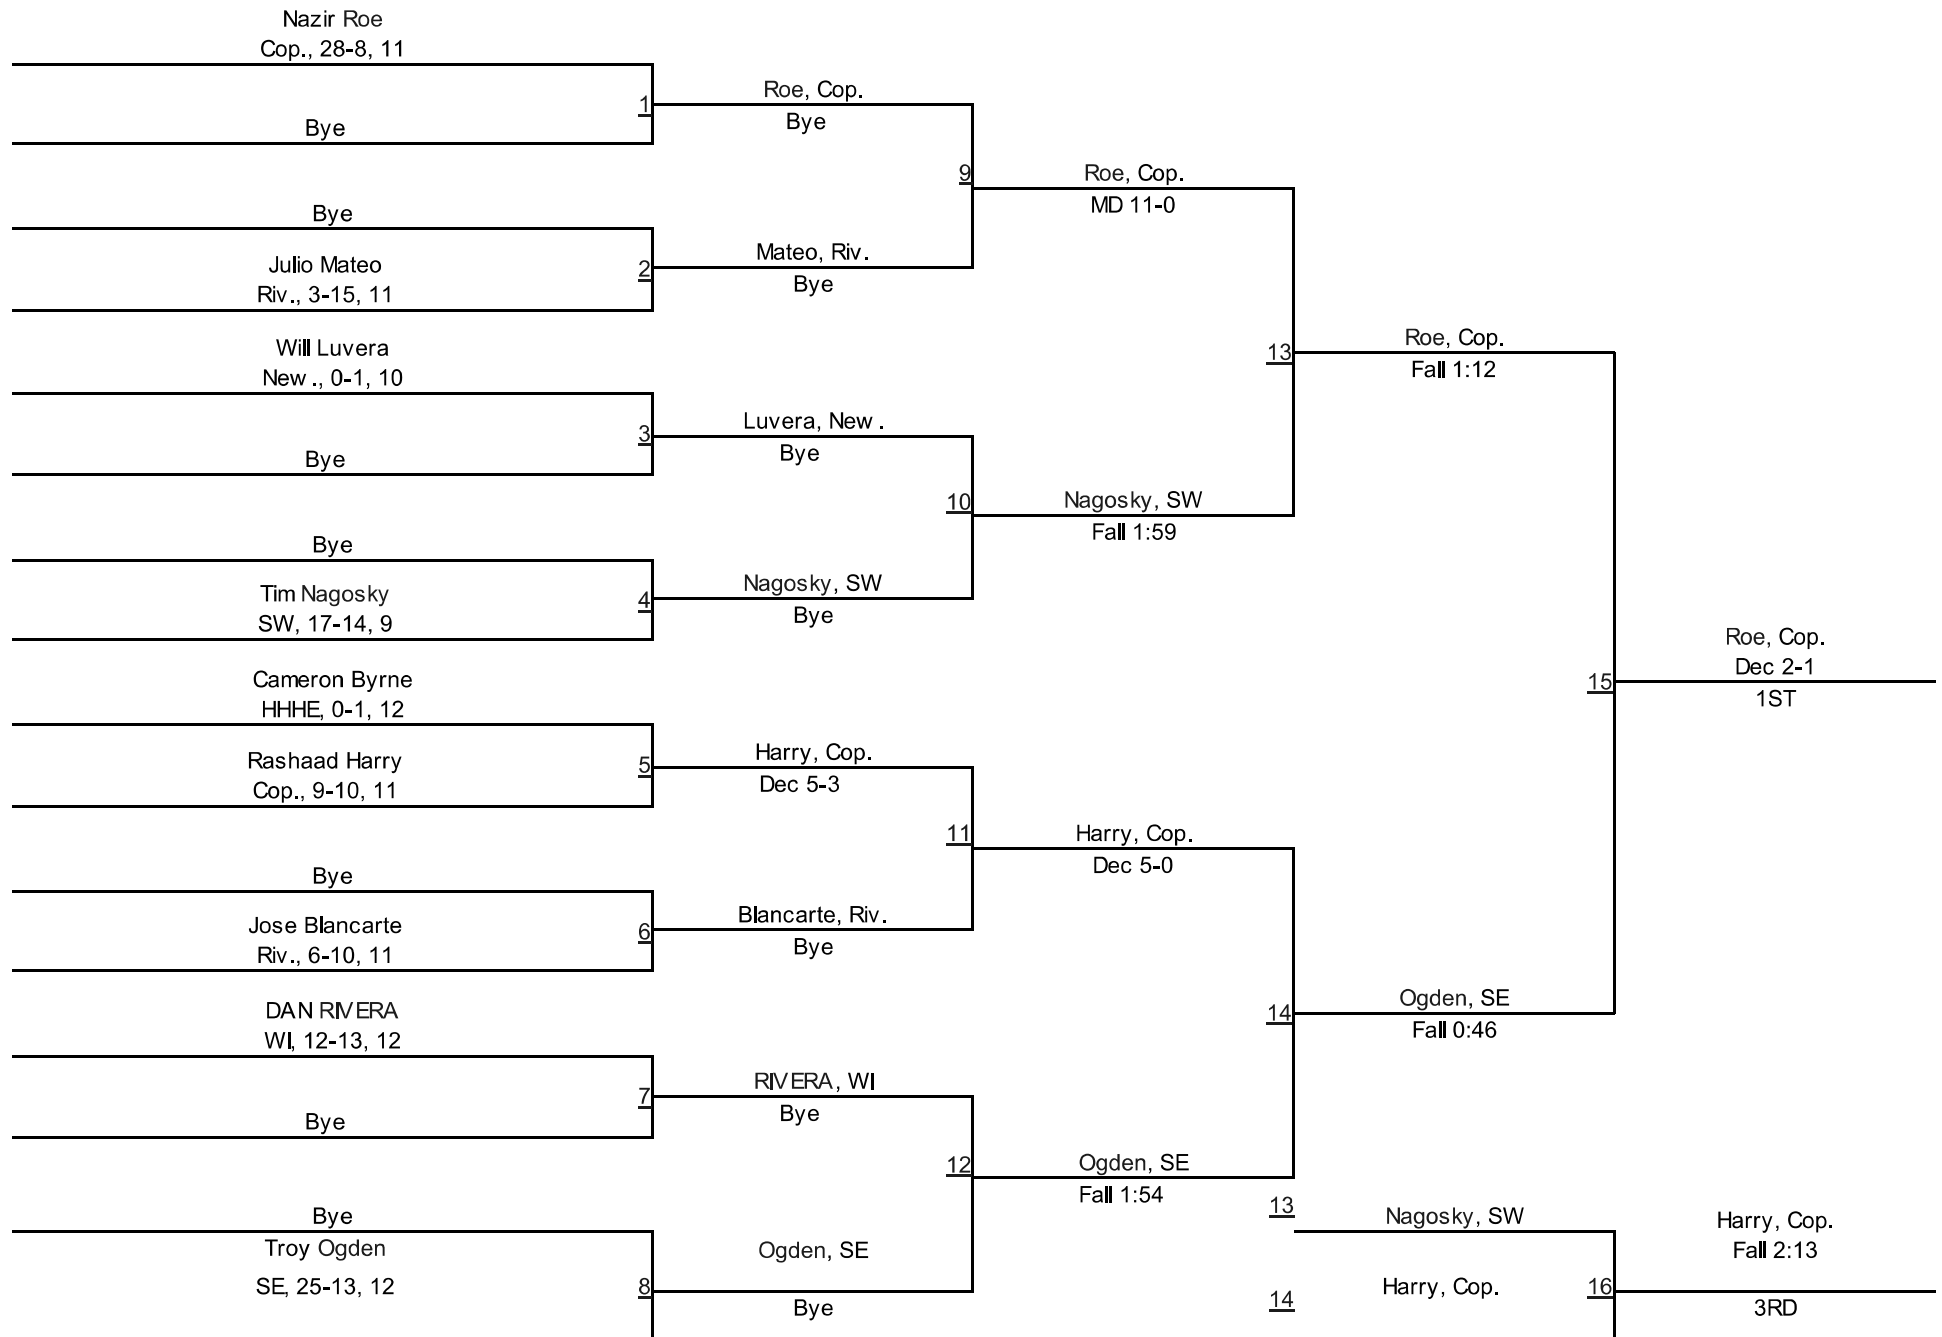 Nazir Roe
Cop., 28-8, 11
1
Bye
Roe, Cop.
Bye
9
Roe, Cop.
MD 11-0
Bye
Julio Mateo
Riv., 3-15, 11
2
Mateo, Riv.
Bye
Will Luvera
New., 0-1, 10
3
Bye
Luvera, New.
Bye
10
Nagosky, SW
Fall 1:59
13
Roe, Cop.
Fall 1:12
Bye
Tim Nagosky
SW, 17-14, 9
4
Nagosky, SW
Bye
Cameron Byrne
HHHE, 0-1, 12
Rashaad Harry
Cop., 9-10, 11
5
Harry, Cop.
Dec 5-3
11
Harry, Cop.
Dec 5-0
15
Roe, Cop.
Dec 2-1
1ST
Bye
Jose Blancarte
Riv., 6-10, 11
6
Blancarte, Riv.
Bye
14
Ogden, SE
Fall 0:46
DAN RIVERA
WI, 12-13, 12
7
Bye
RIVERA, WI
Bye
12
Ogden, SE
Fall 1:54
Bye
Troy Ogden
SE, 25-13, 12
8
Ogden, SE
Bye
13
Nagosky, SW
14
Harry, Cop.
16
Harry, Cop.
Fall 2:13
3RD